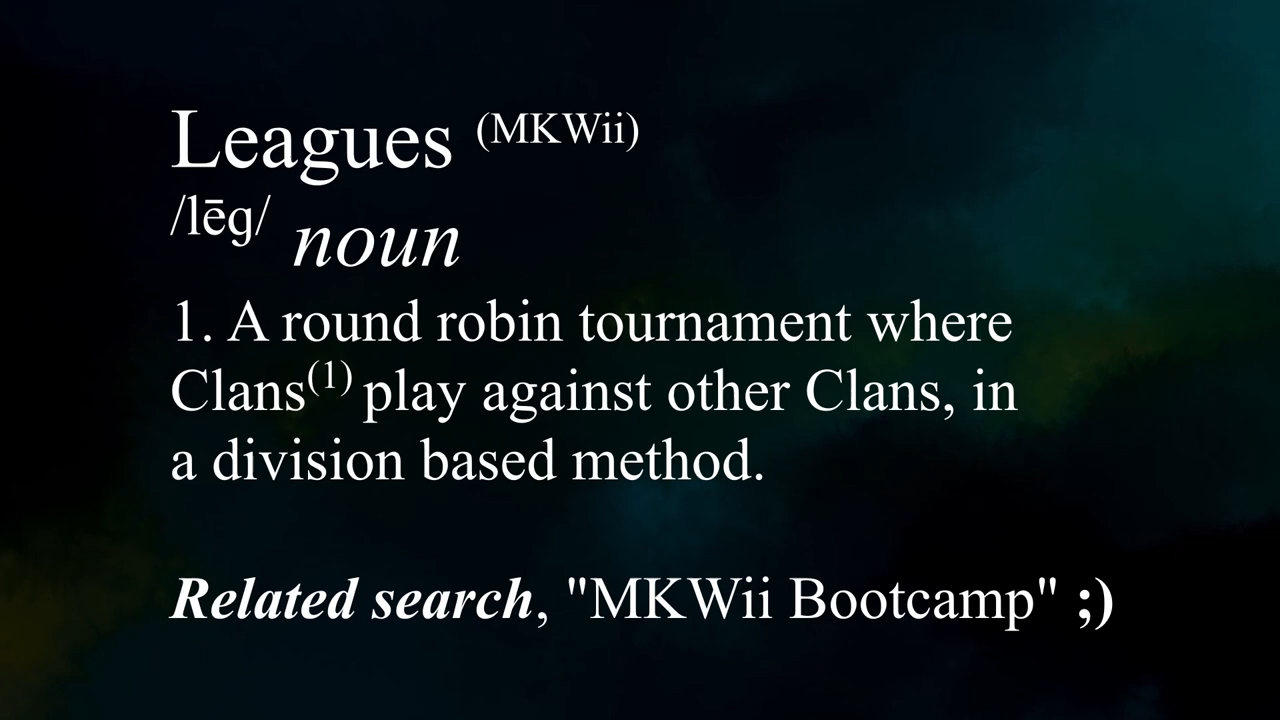 Leagues (MKWii)
/lēɡ/ noun
1. A round robin tournament where
Clans(1) play against other Clans, in
a division based method.
Related search, "MKWii Bootcamp" ;)